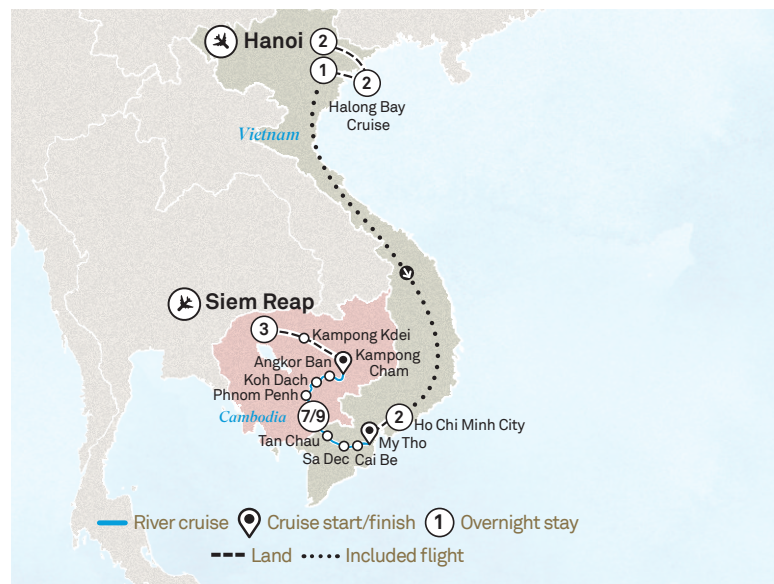 Hanoi
2
1
2
Halong Bay
Cruise
Vietnam
Siem Reap
3
Kampong Kdei
Angkor Ban
Kampong
Cham
Koh Dach
Phnom Penh
Cambodia
7/9
2
Ho Chi Minh City
Tan Chau
My Tho
Sa Dec
Cai Be
River cruise
Cruise start/finish
1
Overnight stay
Land
Included flight